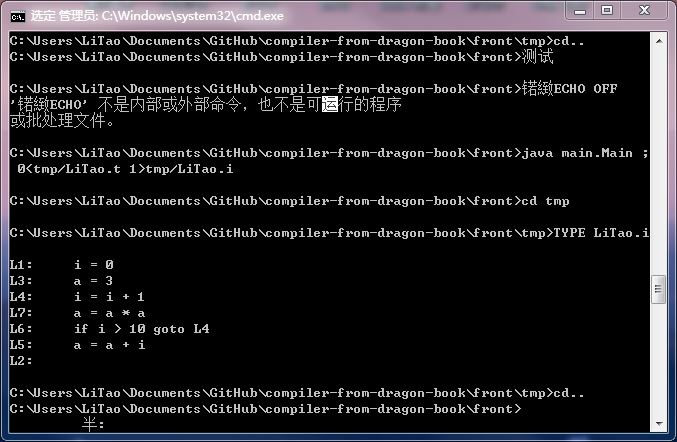 选定 管理员: C:\Windows\system32\cmd.exe
C:\Users\LiTao\Documents\GitHub\compiler-from-dragon-book\front\tmp>cd..
C:\Users\LiTao\Documents\GitHub\compiler-from-dragon-book\front>测试
C:\Users\LiTao\Documents\GitHub\compiler-from-dragon-book\front>锘緻ECHO OFF
'锘緻ECHO' 不是内部或外部命令，也不是可运行的程序
或批处理文件。
C:\Users\LiTao\Documents\GitHub\compiler-from-dragon-book\front>java main.Main ;
0<tmp/LiTao.t 1>tmp/LiTao.i
C:\Users\LiTao\Documents\GitHub\compiler-from-dragon-book\front>cd tmp
C:\Users\LiTao\Documents\GitHub\compiler-from-dragon-book\front\tmp>TYPE LiTao.i
L1: i = 0
L3: a = 3
L4: i = i + 1
L7: a = a * a
L6: if i > 10 goto L4
L5: a = a + i
L2:
C:\Users\LiTao\Documents\GitHub\compiler-from-dragon-book\front\tmp>cd..
C:\Users\LiTao\Documents\GitHub\compiler-from-dragon-book\front>
半: